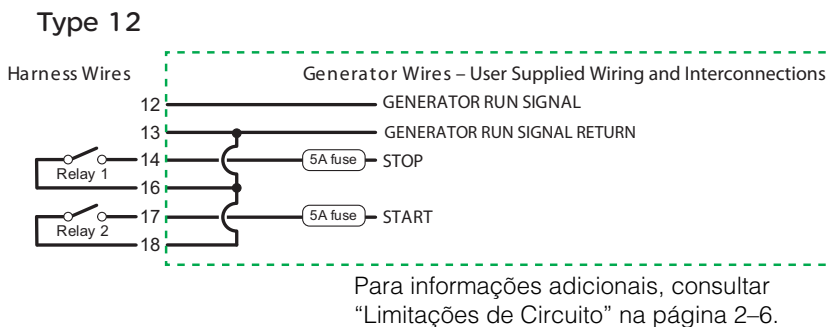 Type 12
Harness Wires
Generator Wires – User Supplied Wiring and Interconnections
12 GENERATOR RUN SIGNAL
13 GENERATOR RUN SIGNAL RETURN
14 5A fuse STOP
Relay 1
16
17 5A fuse START
Relay 2
18
Para informações adicionais, consultar
“Limitações de Circuito” na página 2–6.